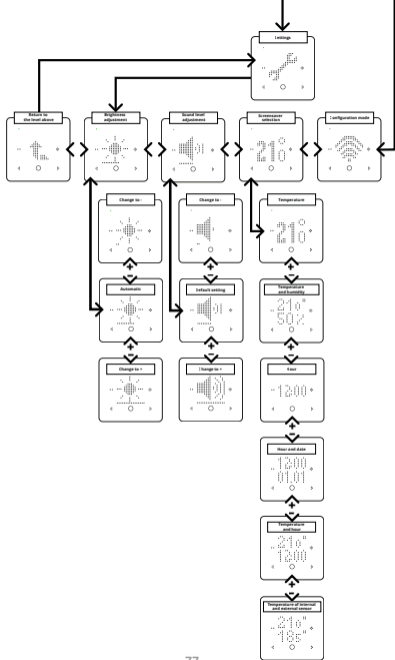 Settings
Return to
the level above
Brightness
adjustment
Sound level
adjustment
Screensaver
selection
Configuration mode
21°
Change to -
Change to -
Temperature
21°
Automatic
Default setting
Temperature
and humidity
21°
50%
Change to +
Change to +
Hour
12:00
Hour and date
12:00
01.01
Temperature
and hour
21°
12:00
Temperature of internal
and external sensor
21°
18s°
77